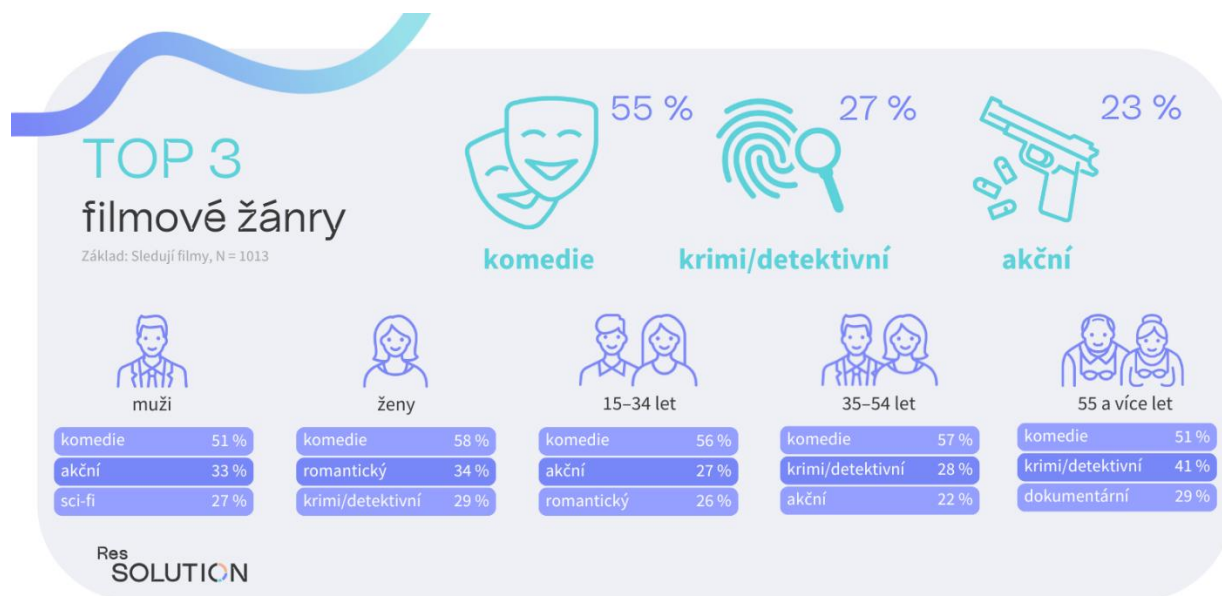 TOP 3
filmové žánry
Základ: Sledují filmy, N = 1013
55 %
komedie
27 %
krimi/detektivní
23 %
akční
muži
komedie 51 %
akční 33 %
sci-fi 27 %
ženy
komedie 58 %
romantický 34 %
krimi/detektivní 29 %
15–34 let
komedie 56 %
akční 27 %
romantický 26 %
35–54 let
komedie 57 %
krimi/detektivní 28 %
akční 22 %
55 a více let
komedie 51 %
krimi/detektivní 41 %
dokumentární 29 %
Res
SOLUTION